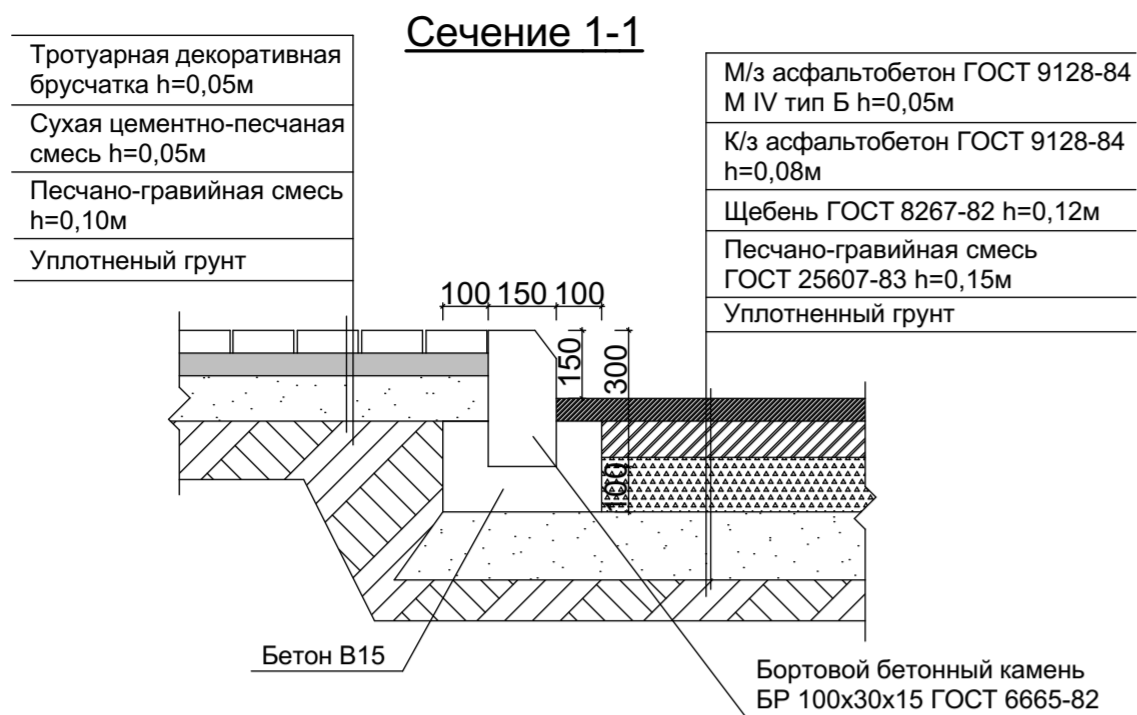 Сечение 1-1
Тротуарная декоративная
брусчатка h=0,05м
Сухая цементно-песчаная
смесь h=0,05м
Песчано-гравийная смесь
h=0,10м
Уплотненый грунт
М/з асфальтобетон ГОСТ 9128-84
М IV тип Б h=0,05м
К/з асфальтобетон ГОСТ 9128-84
h=0,08м
Щебень ГОСТ 8267-82 h=0,12м
Песчано-гравийная смесь
ГОСТ 25607-83 h=0,15м
Уплотненный грунт
100 150 100
150
300
100
Бетон В15
Бортовой бетонный камень
БР 100х30х15 ГОСТ 6665-82